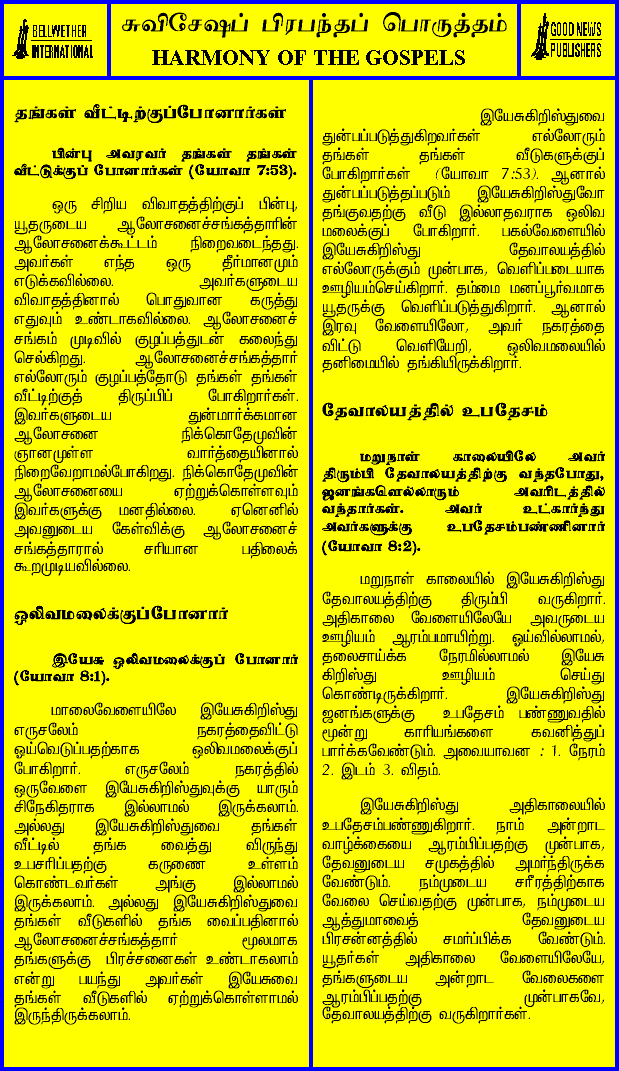 BELLWETHER
INTERNATIONAL
சுவிசேஷப் பிரபந்தப் பொருத்தம்
HARMONY OF THE GOSPELS
GOOD NEWS
PUBLISHERS
தங்கள் வீட்டிற்குப்போனார்கள்
பின்பு அவரவர் தங்கள் தங்கள்
வீட்டுக்குப் போனார்கள் (யோவா 7:53).
ஒரு சிறிய விவாதத்திற்குப் பின்பு,
யூதருடைய ஆலோசனைச்சங்கத்தாரின்
ஆலோசனைக்கூட்டம் நிறைவடைந்தது.
அவர்கள் எந்த ஒரு தீர்மானமும்
எடுக்கவில்லை. அவர்களுடைய
விவாதத்தினால் பொதுவான கருத்து
எதுவும் உண்டாகவில்லை. ஆலோசனைச்
சங்கம் முடிவில் குழப்பத்துடன் கலைந்து
செல்கிறது. ஆலோசனைச்சங்கத்தார்
எல்லோரும் குழப்பத்தோடு தங்கள் தங்கள்
வீட்டிற்குத் திருப்பிப் போகிறார்கள்.
இவர்களுடைய துன்மார்க்கமான
ஆலோசனை நிக்கொதேமுவின்
ஞானமுள்ள வார்த்தையினால்
நிறைவேறாமல்போகிறது. நிக்கொதேமுவின்
ஆலோசனையை ஏற்றுக்கொள்ளவும்
இவர்களுக்கு மனதில்லை. ஏனெனில்
அவனுடைய கேள்விக்கு ஆலோசனைச்
சங்கத்தாரால் சரியான பதிலைக்
கூறமுடியவில்லை.
ஒலிவமலைக்குப்போனார்
இயேசு ஒலிவமலைக்குப் போனார்
(யோவா 8:1).
மாலைவேளையிலே இயேசுகிறிஸ்து
எருசலேம் நகரத்தைவிட்டு
ஓய்வெடுப்பதற்காக ஒலிவமலைக்குப்
போகிறார். எருசலேம் நகரத்தில்
ஒருவேளை இயேசுகிறிஸ்துவுக்கு யாரும்
சிநேகிதராக இல்லாமல் இருக்கலாம்.
அல்லது இயேசுகிறிஸ்துவை தங்கள்
வீட்டில் தங்க வைத்து விருந்து
உபசரிப்பதற்கு கருணை உள்ளம்
கொண்டவர்கள் அங்கு இல்லாமல்
இருக்கலாம். அல்லது இயேசுகிறிஸ்துவை
தங்கள் வீடுகளில் தங்க வைப்பதினால்
ஆலோசனைச்சங்கத்தார் மூலமாக
தங்களுக்கு பிரச்சனைகள் உண்டாகலாம்
என்று பயந்து அவர்கள் இயேசுவை
தங்கள் வீடுகளில் ஏற்றுக்கொள்ளாமல்
இருந்திருக்கலாம்.
இயேசுகிறிஸ்துவை
துன்பப்படுத்துகிறவர்கள் எல்லோரும்
தங்கள் தங்கள் வீடுகளுக்குப்
போகிறார்கள் (யோவா 7:53). ஆனால்
துன்பப்படுத்தப்படும் இயேசுகிறிஸ்துவோ
தங்குவதற்கு வீடு இல்லாதவராக ஒலிவ
மலைக்குப் போகிறார். பகல்வேளையில்
இயேசுகிறிஸ்து தேவாலயத்தில்
எல்லோருக்கும் முன்பாக, வெளிப்படையாக
ஊழியம்செய்கிறார். தம்மை மனப்பூர்வமாக
யூதருக்கு வெளிப்படுத்துகிறார். ஆனால்
இரவு வேளையிலோ, அவர் நகரத்தை
விட்டு வெளியேறி, ஒலிவமலையில்
தனிமையில் தங்கியிருக்கிறார்.
தேவாலயத்தில் உபதேசம்
மறுநாள் காலையிலே அவர்
திரும்பி தேவாலயத்திற்கு வந்தபோது,
ஜனங்களெல்லாரும் அவரிடத்தில்
வந்தார்கள். அவர் உட்கார்ந்து
அவர்களுக்கு உபதேசம்பண்ணினார்
(யோவா 8:2).
மறுநாள் காலையில் இயேசுகிறிஸ்து
தேவாலயத்திற்கு திரும்பி வருகிறார்.
அதிகாலை வேளையிலேயே அவருடைய
ஊழியம் ஆரம்பமாயிற்று. ஓய்வில்லாமல்,
தலைசாய்க்க நேரமில்லாமல் இயேசு
கிறிஸ்து ஊழியம் செய்து
கொண்டிருக்கிறார். இயேசுகிறிஸ்து
ஜனங்களுக்கு உபதேசம் பண்ணுவதில்
மூன்று காரியங்களை கவனித்துப்
பார்க்கவேண்டும். அவையாவன : 1. நேரம்
2. இடம் 3. விதம்.
இயேசுகிறிஸ்து அதிகாலையில்
உபதேசம்பண்ணுகிறார். நாம் அன்றாட
வாழ்க்கையை ஆரம்பிப்பதற்கு முன்பாக,
தேவனுடைய சமுகத்தில் அமர்ந்திருக்க
வேண்டும். நம்முடைய சரீரத்திற்காக
வேலை செய்வதற்கு முன்பாக, நம்முடைய
ஆத்துமாவைத் தேவனுடைய
பிரசன்னத்தில் சமர்ப்பிக்க வேண்டும்.
யூதர்கள் அதிகாலை வேளையிலேயே,
தங்களுடைய அன்றாட வேலைகளை
ஆரம்பிப்பதற்கு முன்பாகவே,
தேவாலயத்திற்கு வருகிறார்கள்.